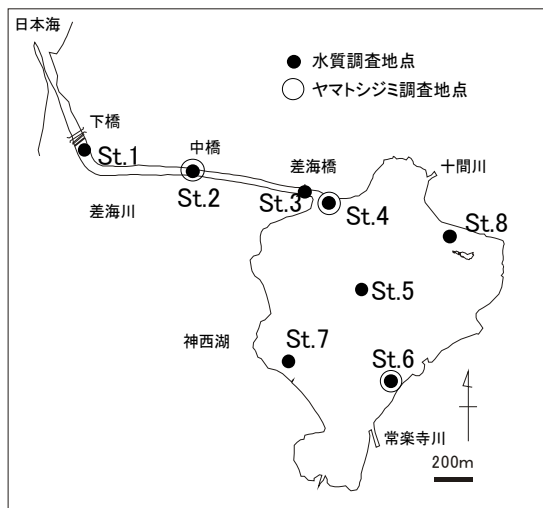 日本海
水質調査地点
ヤマトシジミ調査地点
下橋
St.1
中橋
St.2
差海橋
St.3
St.4
十間川
差海川
St.8
St.5
神西湖
St.7
St.6
常楽寺川
200m